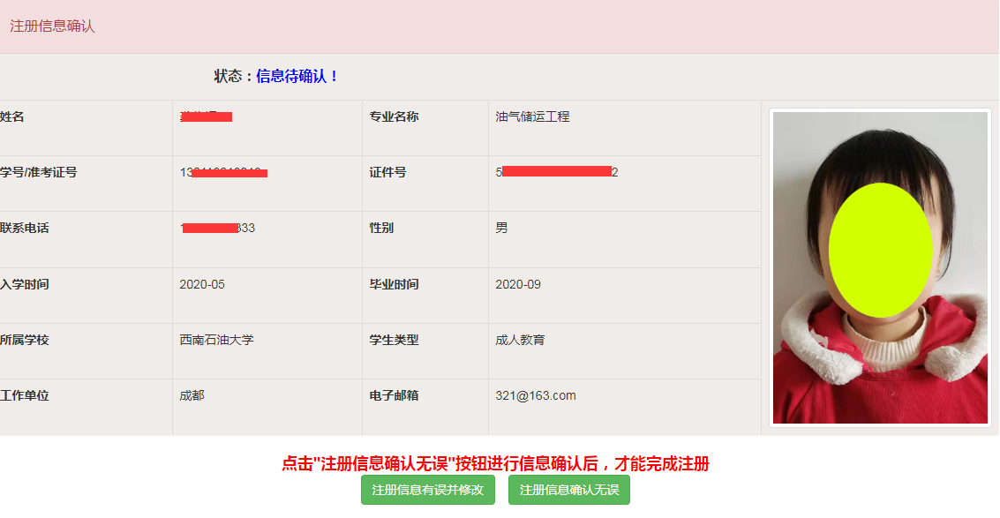 注册信息确认
状态：信息待确认！
姓名 专业名称 油气储运工程
学号/准考证号 13 证件号 5 2
联系电话 333 性别 男
入学时间 2020-05 毕业时间 2020-09
所属学校 西南石油大学 学生类型 成人教育
工作单位 成都 电子邮箱 321@163.com
点击"注册信息确认无误"按钮进行信息确认后，才能完成注册
注册信息有误并修改 注册信息确认无误